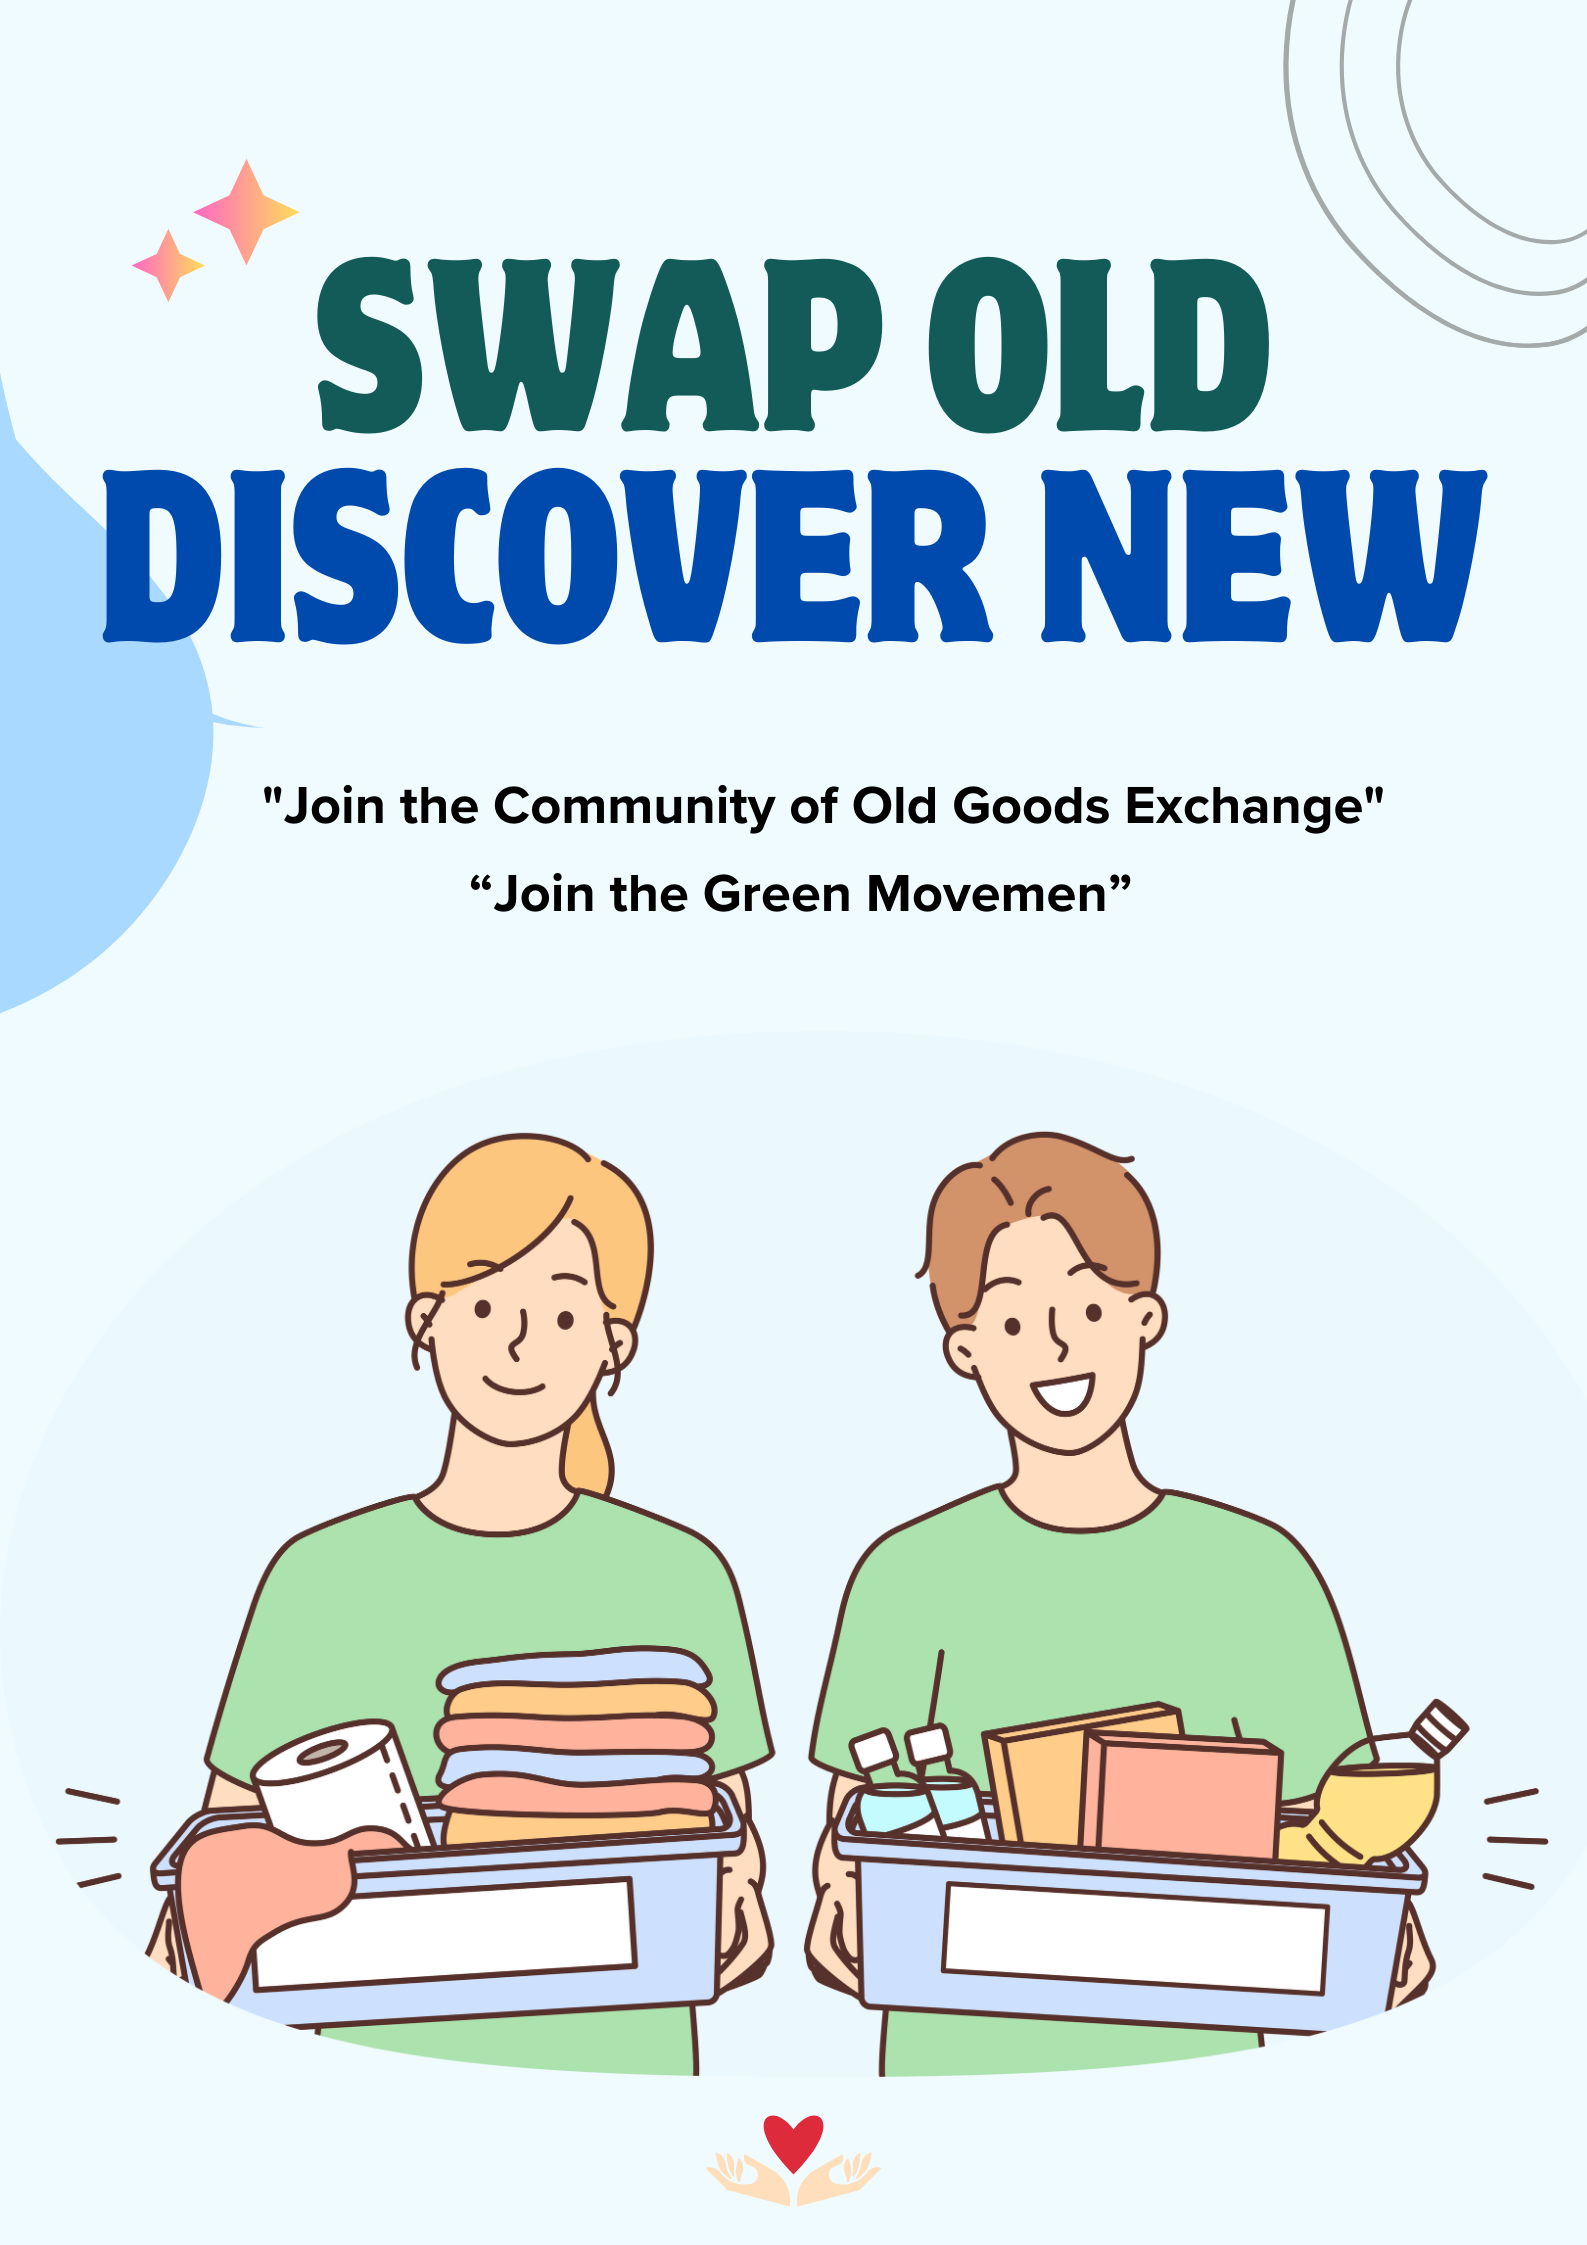 SWAP OLD
DISCOVER NEW
"Join the Community of Old Goods Exchange"
“Join the Green Movemen”